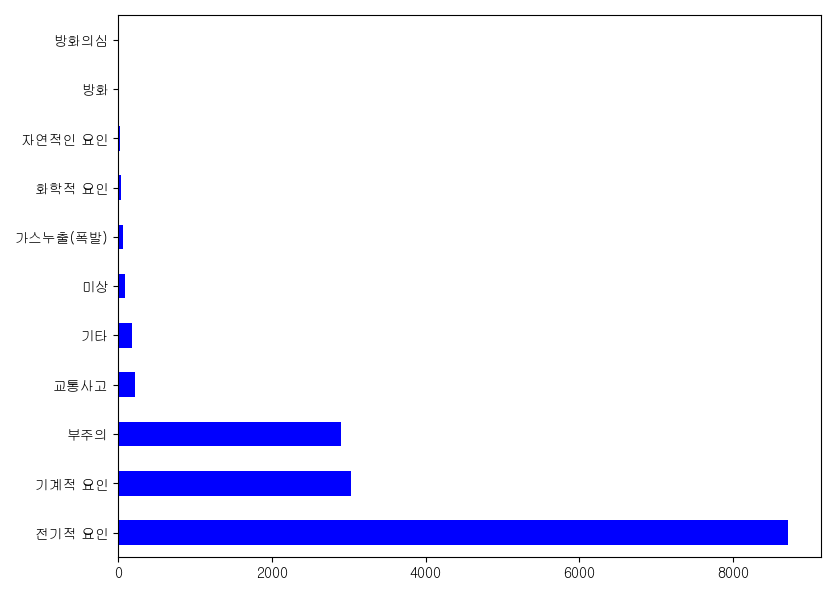 방화의심
방화
자연적인 요인
화학적 요인
가스누출(폭발)
미상
기타
교통사고
부주의
기계적 요인
전기적 요인
0 2000 4000 6000 8000